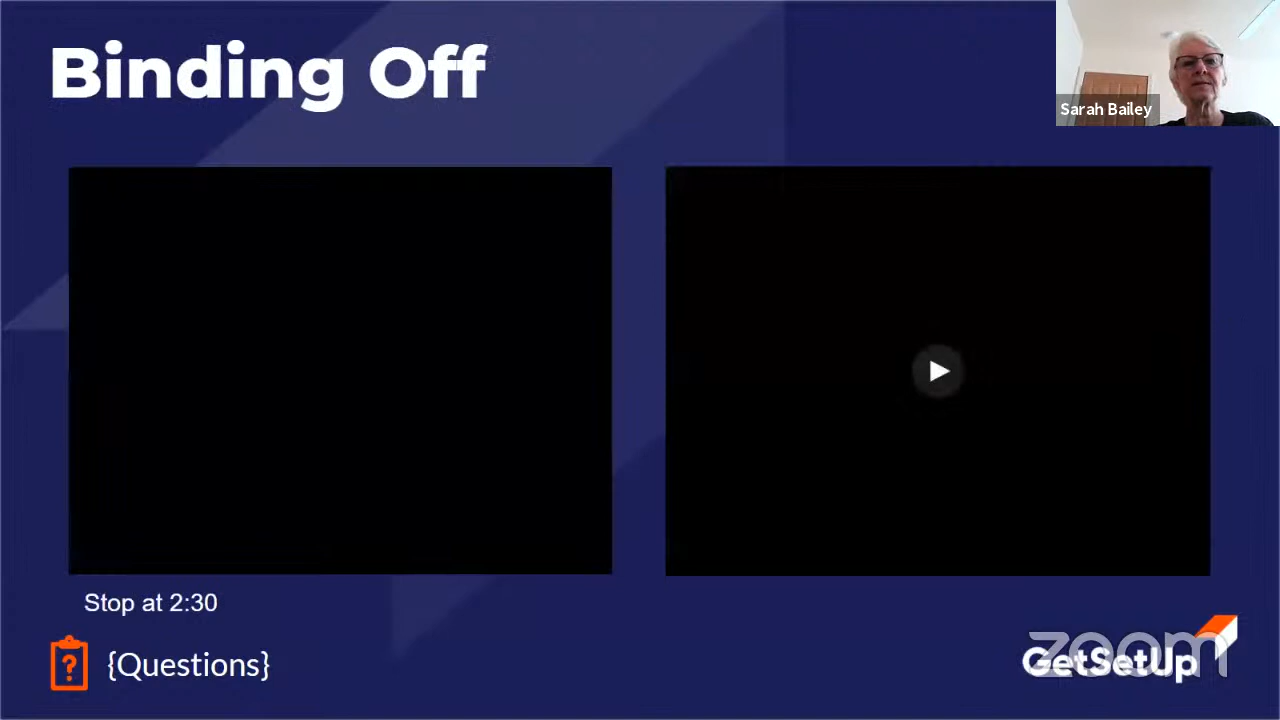 Binding Off
Sarah Bailey
Stop at 2:30
{Questions}
?
zoom
GetSetUp